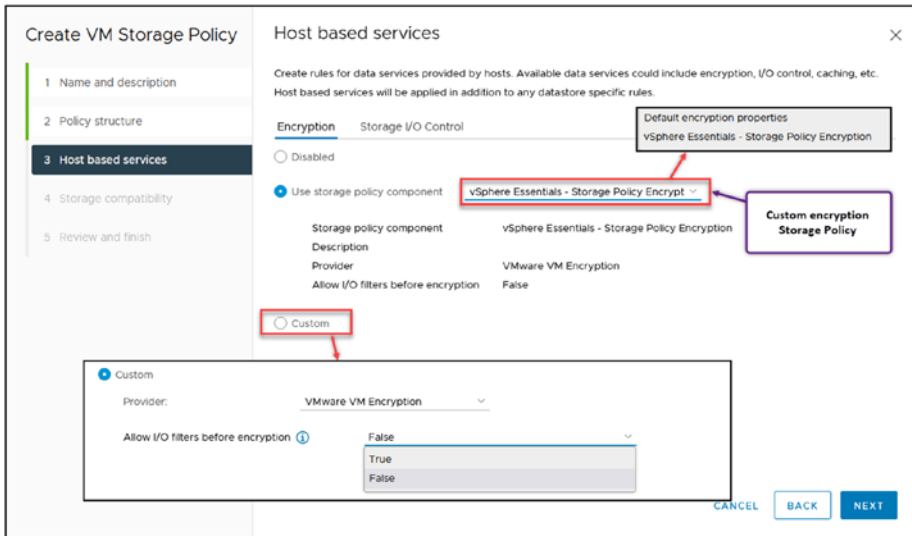 Create VM Storage Policy
1 Name and description
2 Policy structure
3 Host based services
4 Storage compatibility
5 Review and finish
Host based services
Create rules for data services provided by hosts. Available data services could include encryption, I/O control, caching, etc.
Host based services will be applied in addition to any datastore specific rules.
Encryption Storage I/O Control
Default encryption properties
vSphere Essentials - Storage Policy Encryption
Disabled
Use storage policy component vSphere Essentials - Storage Policy Encrypt
Custom encryption
Storage Policy
Storage policy component vSphere Essentials - Storage Policy Encryption
Description
Provider VMware VM Encryption
Allow I/O filters before encryption False
Custom
Custom
Provider: VMware VM Encryption
Allow I/O filters before encryption False
True
False
CANCEL BACK NEXT